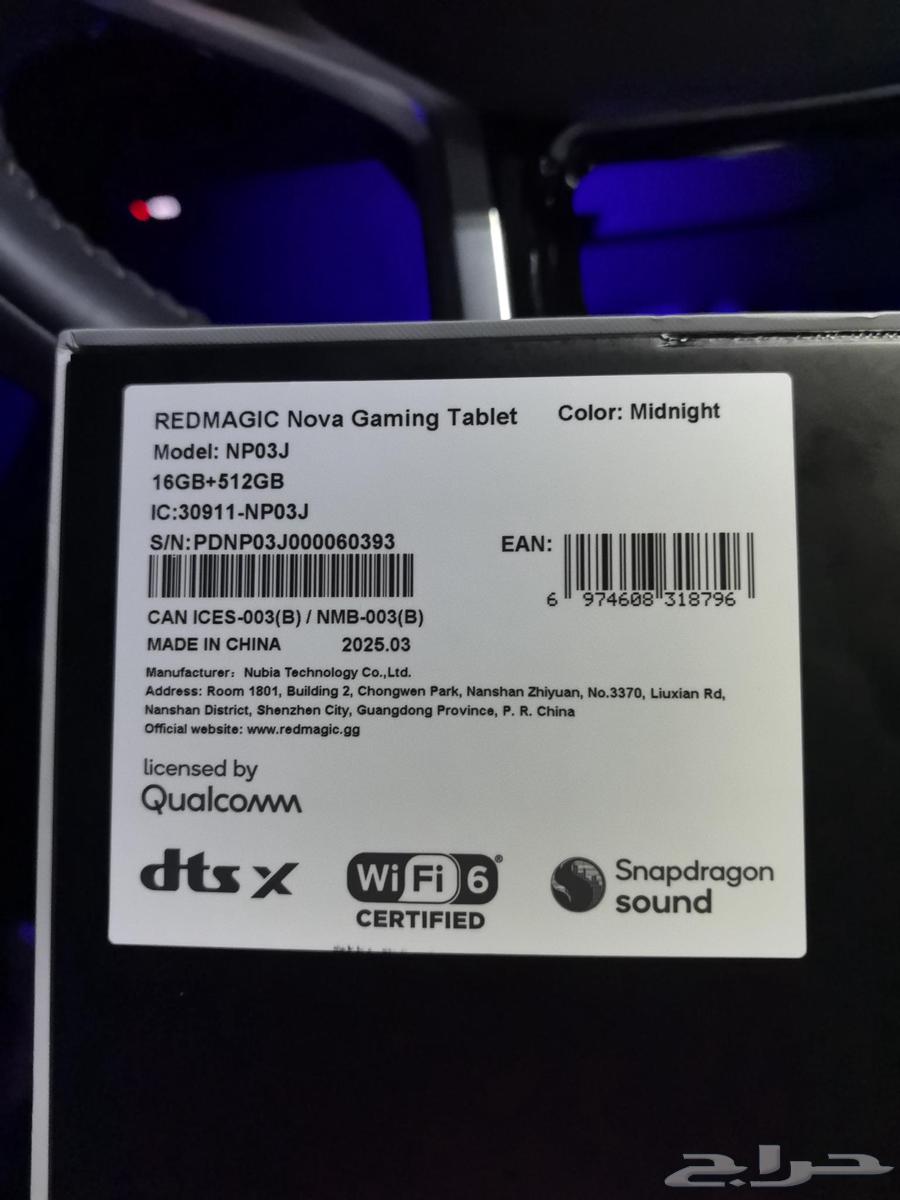 REDMAGIC Nova Gaming Tablet Color: Midnight
Model: NP03J
16GB+512GB
IC:30911-NP03J
S/N:PDNP03J000060393
EAN:
6 974608 318796
CAN ICES-003(B) / NMB-003(B)
MADE IN CHINA 2025.03
Manufacturer: Nubia Technology Co.,Ltd.
Address: Room 1801, Building 2, Chongwen Park, Nanshan Zhiyuan, No.3370, Liuxian Rd,
Nanshan District, Shenzhen City, Guangdong Province, P. R. China
Official website: www.redmagic.gg
licensed by
Qualcomm
dts x
Wi Fi 6®
CERTIFIED
Snapdragon
sound
حراج